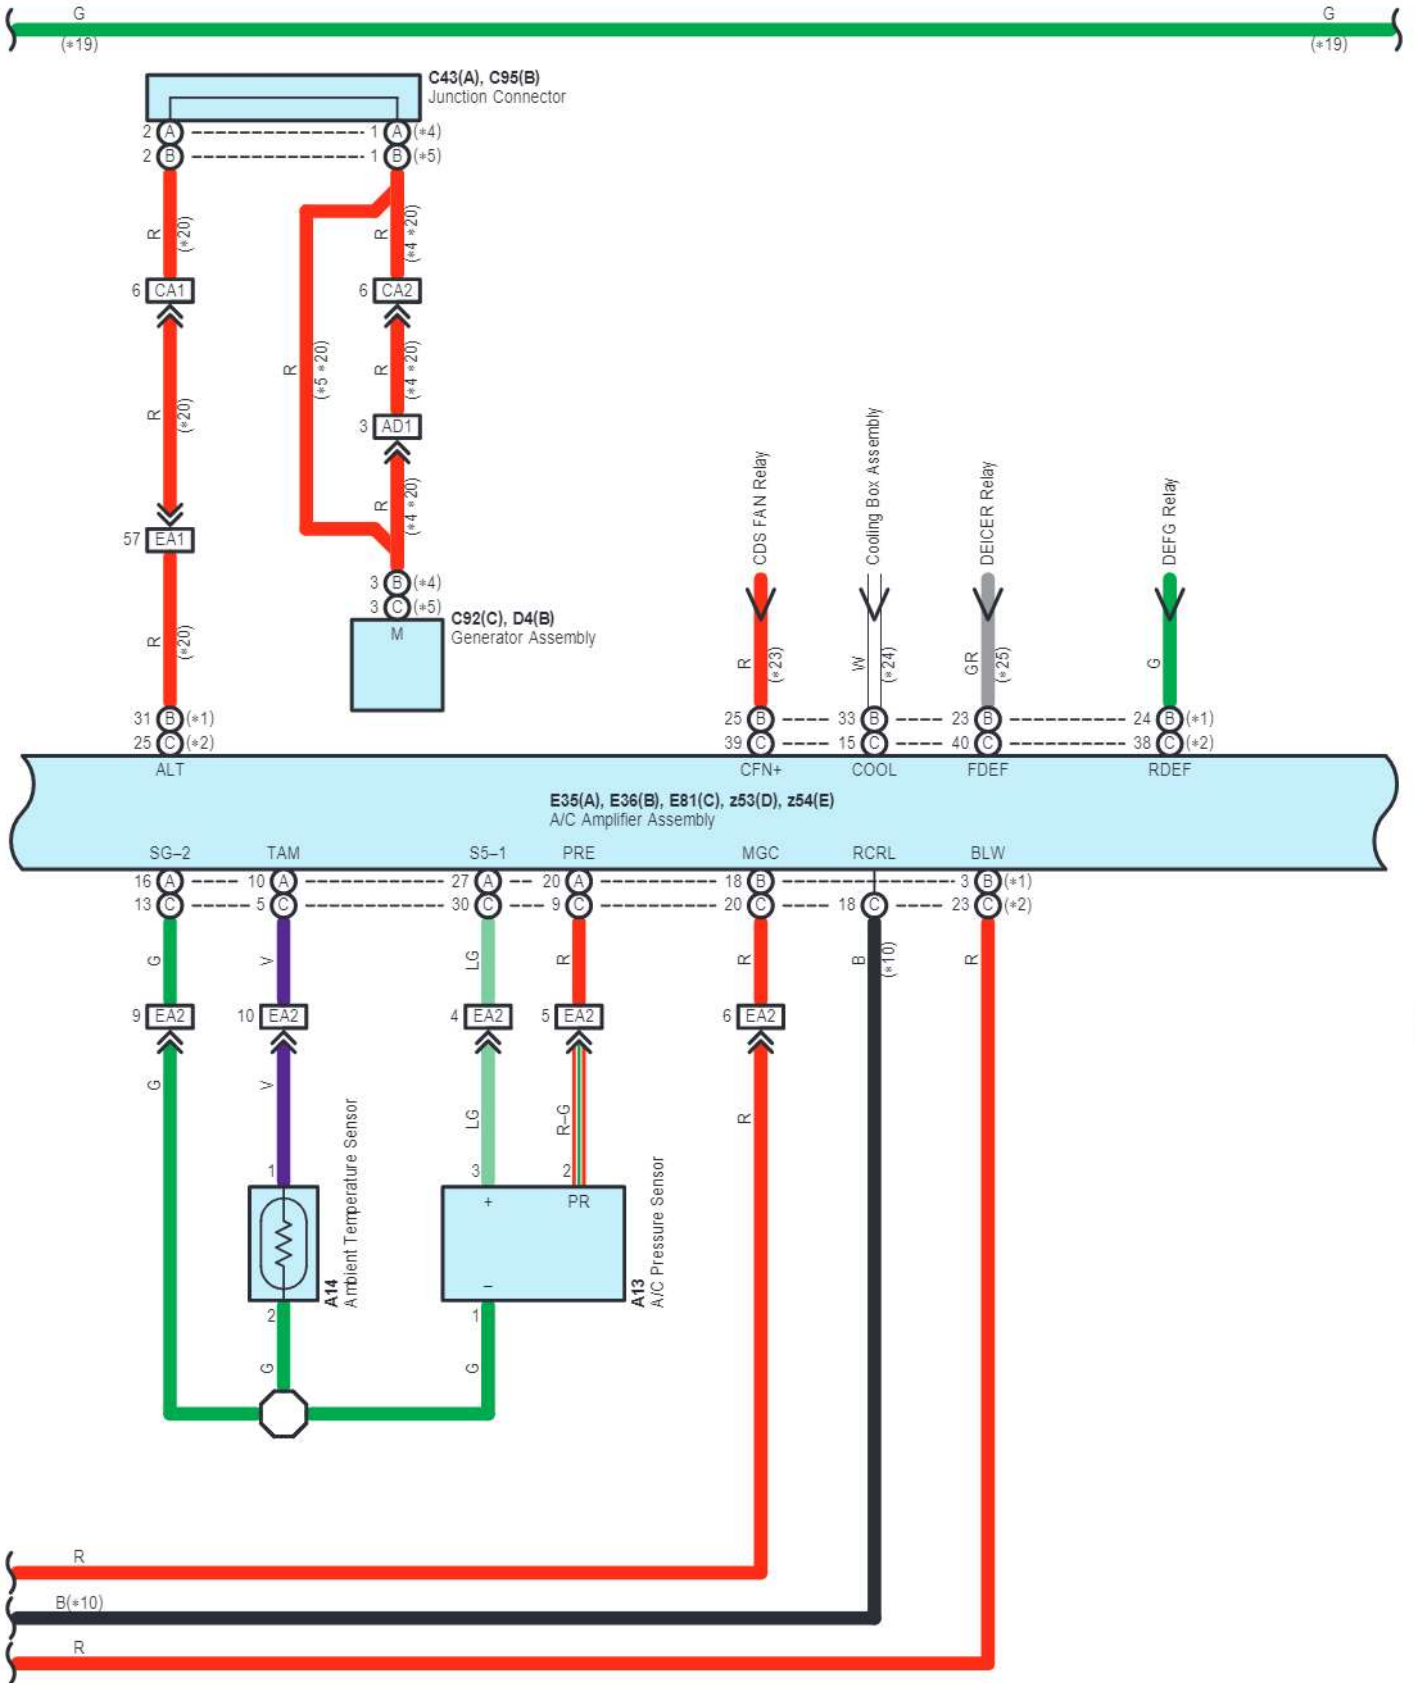 G G
(*19) (*19)
C43(A), C95(B)
Junction Connector
2 A 1 A (*4)
2 B 1 B (*5)
R (*20) R (*4 *20)
6 CA1 6 CA2
R (*5 *20) R (*4 *20)
R (*20)
3 AD1
R (*4 *20)
57 EA1
CDS FAN Relay Cooling Box Assembly DEICER Relay DEFG Relay
3 B (*4)
3 C (*5)
M
C92(C), D4(B)
Generator Assembly
R (*20) R (*23) W (*24) GR (*25) G
31 B (*1) 25 B 33 B 23 B 24 B (*1)
25 C (*2) 39 C 15 C 40 C 38 C (*2)
ALT CFN+ COOL FDEF RDEF
E35(A), E36(B), E81(C), z53(D), z54(E)
A/C Amplifier Assembly
SG–2 TAM S5–1 PRE MGC RCRL BLW
16 A 10 A 27 A 20 A 18 B 3 B (*1)
13 C 5 C 30 C 9 C 20 C 18 C 23 C (*2)
G V LG R R B (*10) R
9 EA2 10 EA2 4 EA2 5 EA2 6 EA2
G V LG R–G R
1 3 2
+ PR
–
A14
Ambient Temperature Sensor
A13
A/C Pressure Sensor
2 1
G G
R
B(*10)
R